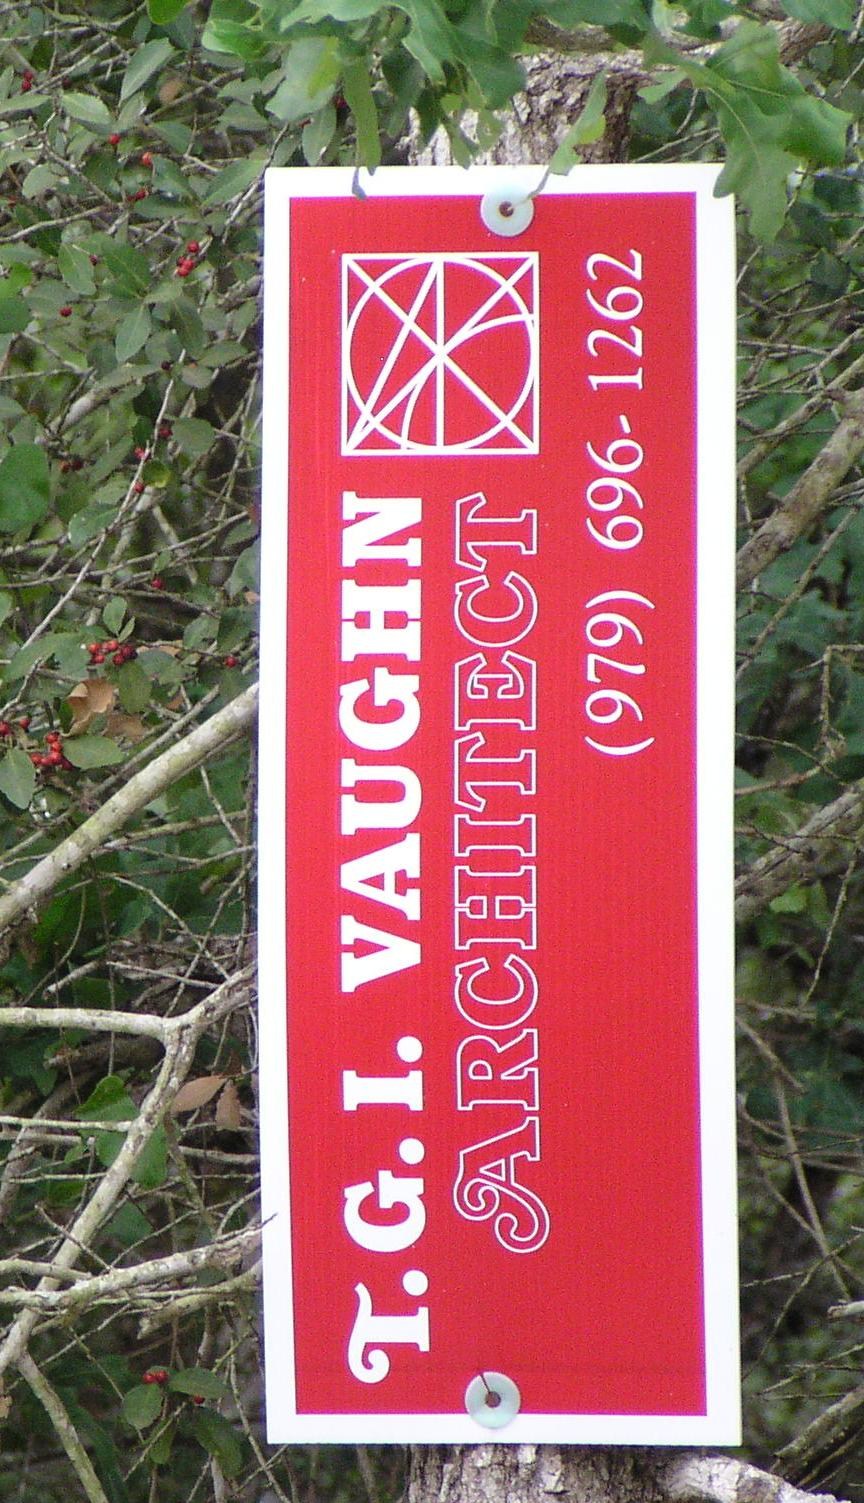 T. G. I. VAUGHN
ARCHITECT
(979) 696-1262